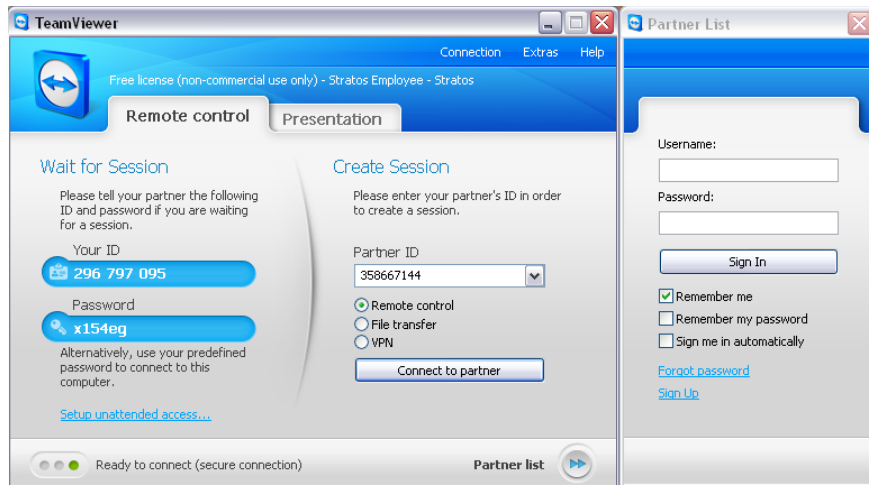 TeamViewer
Connection Extras Help
Free license (non-commercial use only) - Stratos Employee - Stratos
Remote control
Presentation
Wait for Session
Please tell your partner the following
ID and password if you are waiting
for a session.
Your ID
296 797 095
Password
x154eg
Alternatively, use your predefined
password to connect to this
computer.
Setup unattended access...
Create Session
Please enter your partner's ID in order
to create a session.
Partner ID
358667144
Remote control
File transfer
VPN
Connect to partner
Ready to connect (secure connection)
Partner list
Partner List
Username:
Password:
Sign In
Remember me
Remember my password
Sign me in automatically
Forgot password
Sign Up